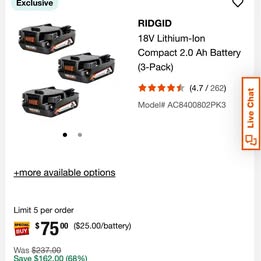 Exclusive
RIDGID
18V Lithium-Ion
Compact 2.0 Ah Battery
(3-Pack)
(4.7 / 262)
Model# AC8400802PK3
Live Chat
+more available options
Limit 5 per order
SPECIAL BUY $75 00 ($25.00/battery)
Was $237.00
Save $162.00 (68%)